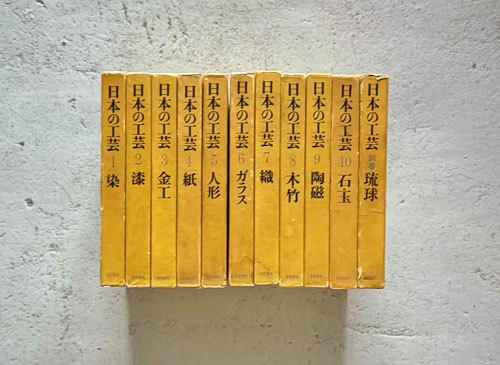 日本の工芸 1 染
日本の工芸 2 漆
日本の工芸 3 金工
日本の工芸 4 紙
日本の工芸 5 人形
日本の工芸 6 ガラス
日本の工芸 7 織
日本の工芸 8 木竹
日本の工芸 9 陶磁
日本の工芸 10 石・玉
日本の工芸 別巻 琉球